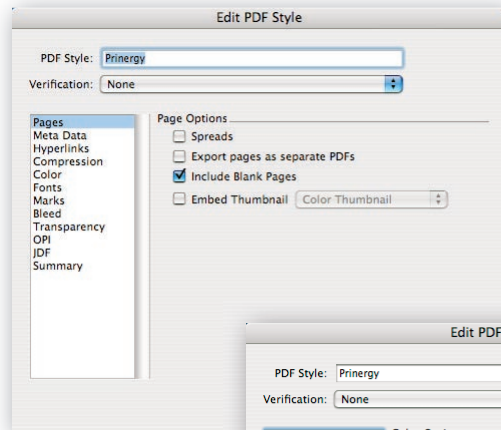 Edit PDF Style
PDF Style: Prinergy
Verification: None
Pages
Meta Data
Hyperlinks
Compression
Color
Fonts
Marks
Bleed
Transparency
OPI
JDF
Summary
Page Options
Spreads
Export pages as separate PDFs
Include Blank Pages
Embed Thumbnail Color Thumbnail
Edit PDF
PDF Style: Prinergy
Verification: None